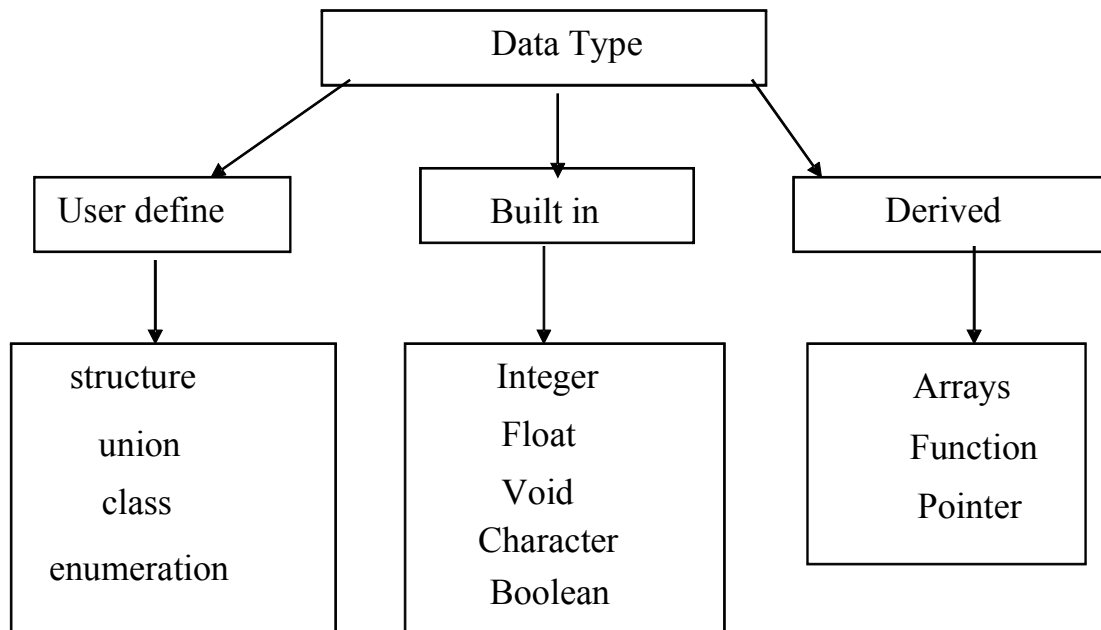 Data Type
User define
Built in
Derived
structure
union
class
enumeration
Integer
Float
Void
Character
Boolean
Arrays
Function
Pointer